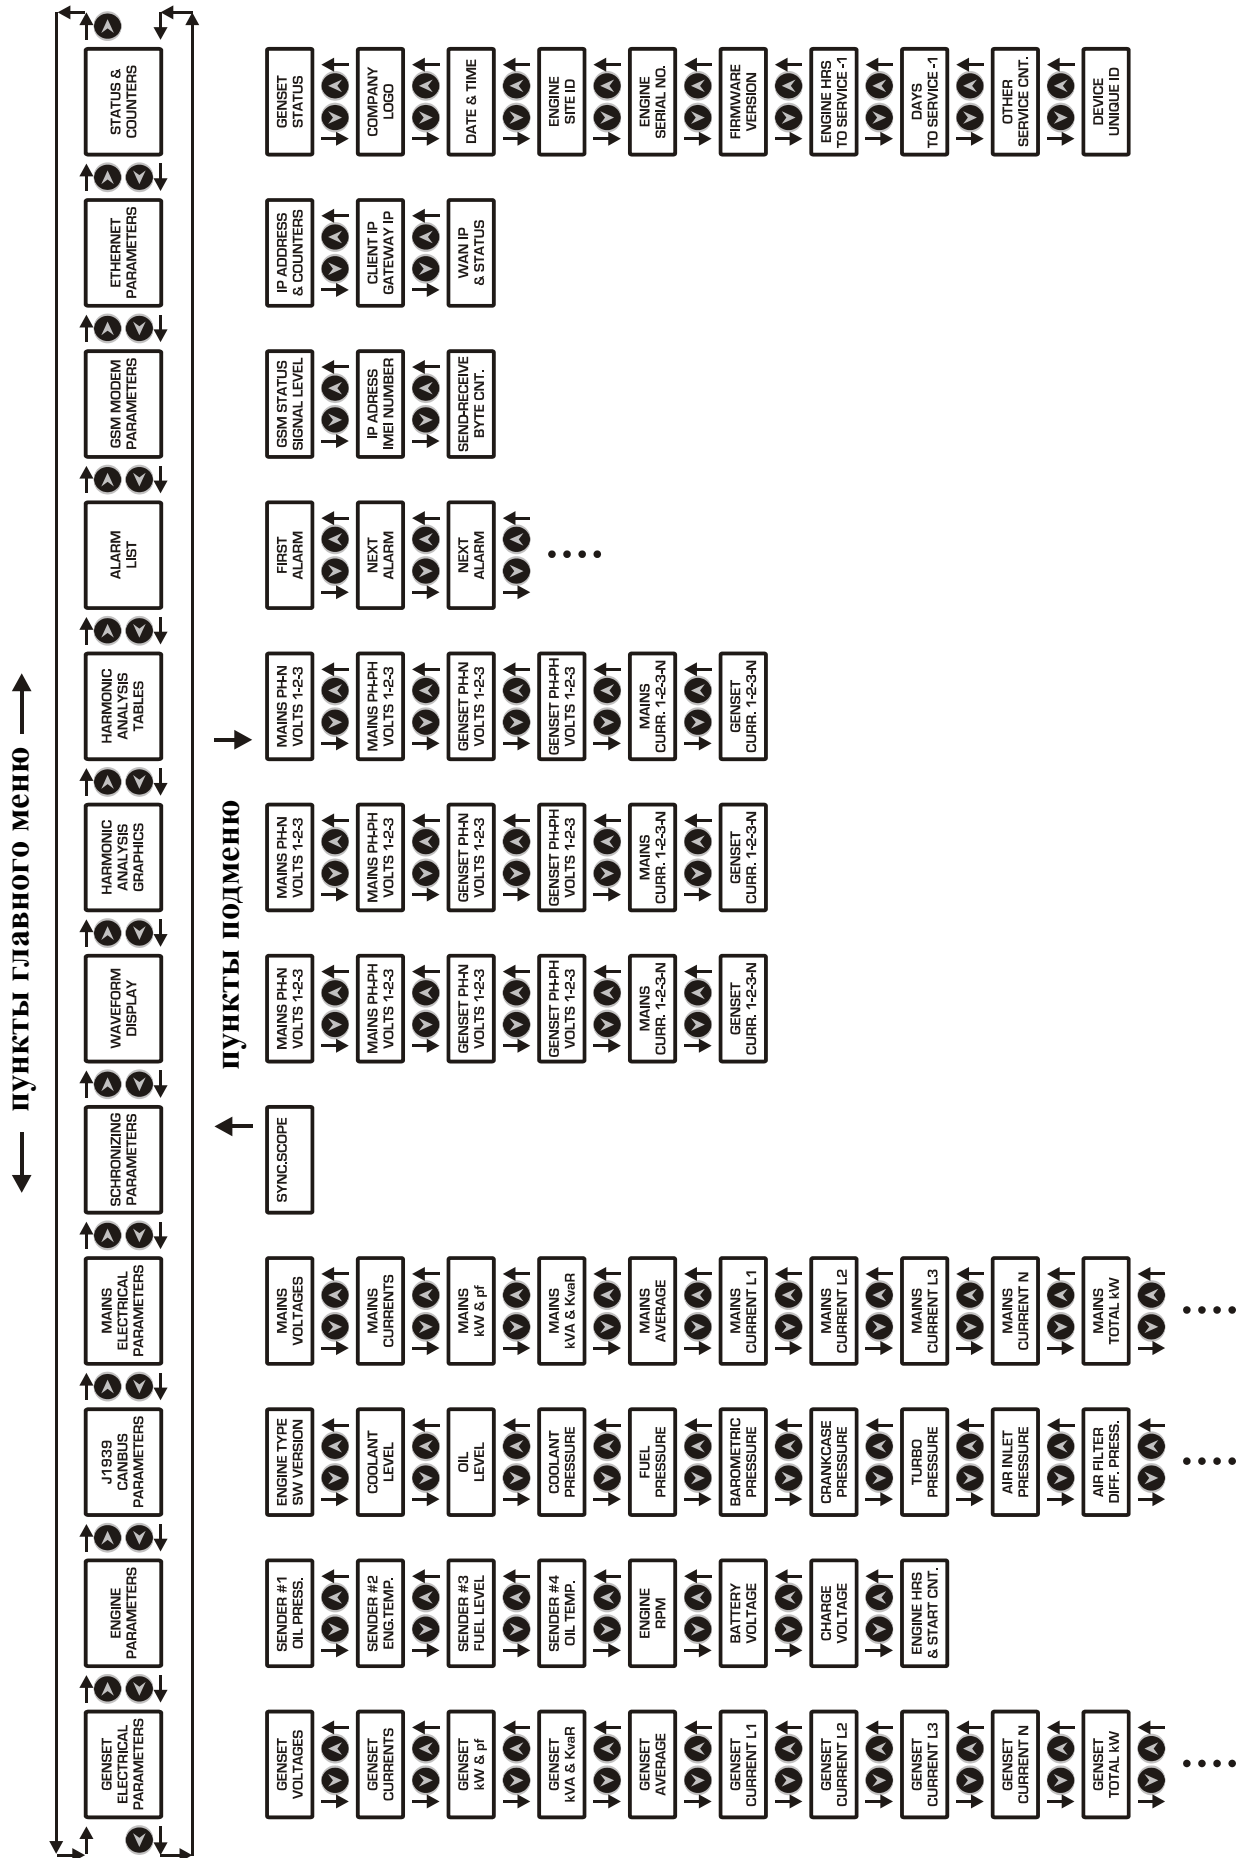 пункты главного меню
GENSET
ELECTRICAL
PARAMETERS
ENGINE
PARAMETERS
J1939
CANBUS
PARAMETERS
MAINS
ELECTRICAL
PARAMETERS
SCHRONIZING
PARAMETERS
WAVEFORM
DISPLAY
HARMONIC
ANALYSIS
GRAPHICS
HARMONIC
ANALYSIS
TABLES
ALARM
LIST
GSM MODEM
PARAMETERS
ETHERNET
PARAMETERS
STATUS &
COUNTERS
пункты подменю
GENSET
VOLTAGES
GENSET
CURRENTS
GENSET
kW & pf
GENSET
kVA & KvaR
GENSET
AVERAGE
GENSET
CURRENT L1
GENSET
CURRENT L2
GENSET
CURRENT L3
GENSET
CURRENT N
GENSET
TOTAL kW
SENDER #1
OIL PRESS.
SENDER #2
ENG.TEMP.
SENDER #3
FUEL LEVEL
SENDER #4
OIL TEMP.
ENGINE
RPM
BATTERY
VOLTAGE
CHARGE
VOLTAGE
ENGINE HRS
& START CNT.
ENGINE TYPE
SW VERSION
COOLANT
LEVEL
OIL
LEVEL
COOLANT
PRESSURE
FUEL
PRESSURE
BAROMETRIC
PRESSURE
CRANKCASE
PRESSURE
TURBO
PRESSURE
AIR INLET
PRESSURE
AIR FILTER
DIFF. PRESS.
MAINS
VOLTAGES
MAINS
CURRENTS
MAINS
kW & pf
MAINS
kVA & KvaR
MAINS
AVERAGE
MAINS
CURRENT L1
MAINS
CURRENT L2
MAINS
CURRENT L3
MAINS
CURRENT N
MAINS
TOTAL kW
SYNC.SCOPE
MAINS PH-N
VOLTS 1-2-3
MAINS PH-PH
VOLTS 1-2-3
GENSET PH-N
VOLTS 1-2-3
GENSET PH-PH
VOLTS 1-2-3
MAINS
CURR. 1-2-3-N
GENSET
CURR. 1-2-3-N
MAINS PH-N
VOLTS 1-2-3
MAINS PH-PH
VOLTS 1-2-3
GENSET PH-N
VOLTS 1-2-3
GENSET PH-PH
VOLTS 1-2-3
MAINS
CURR. 1-2-3-N
GENSET
CURR. 1-2-3-N
MAINS PH-N
VOLTS 1-2-3
MAINS PH-PH
VOLTS 1-2-3
GENSET PH-N
VOLTS 1-2-3
GENSET PH-PH
VOLTS 1-2-3
MAINS
CURR. 1-2-3-N
GENSET
CURR. 1-2-3-N
FIRST
ALARM
NEXT
ALARM
NEXT
ALARM
GSM STATUS
SIGNAL LEVEL
IP ADRESS
IMEI NUMBER
SEND-RECEIVE
BYTE CNT.
IP ADDRESS
& COUNTERS
CLIENT IP
GATEWAY IP
WAN IP
& STATUS
GENSET
STATUS
COMPANY
LOGO
DATE & TIME
ENGINE
SITE ID
ENGINE
SERIAL NO.
FIRMWARE
VERSION
ENGINE HRS
TO SERVICE -1
DAYS
TO SERVICE -1
OTHER
SERVICE CNT.
DEVICE
UNIQUE ID